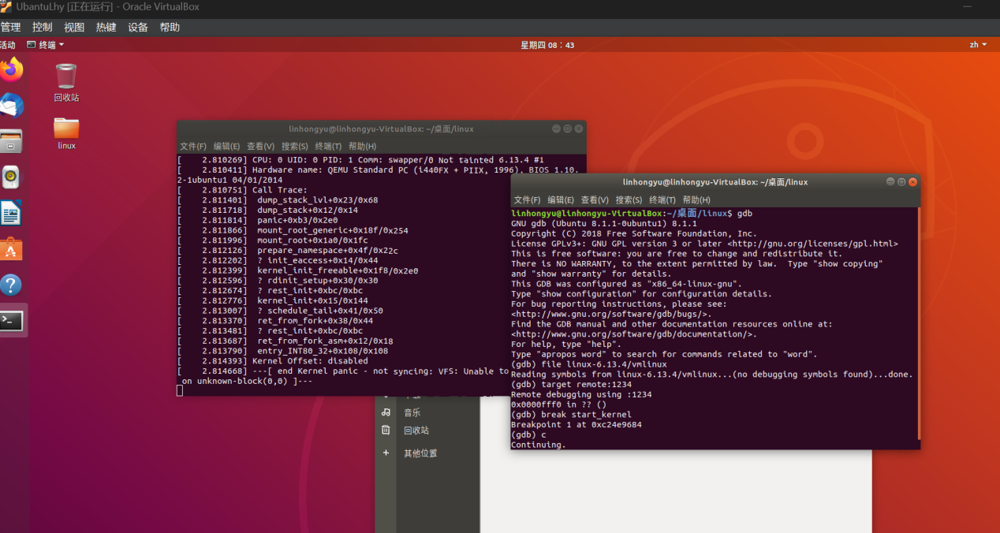 UbantuLhy [正在运行] - Oracle VirtualBox
管理 控制 视图 热键 设备 帮助
活动 终端 星期四 08：43 zh
回收站
linux
linhongyu@linhongyu-VirtualBox: ~/桌面/linux
文件(F) 编辑(E) 查看(V) 搜索(S) 终端(T) 帮助(H)
[    2.810269] CPU: 0 UID: 0 PID: 1 Comm: swapper/0 Not tainted 6.13.4 #1
[    2.810411] Hardware name: QEMU Standard PC (i440FX + PIIX, 1996), BIOS 1.10.
2-1ubuntu1 04/01/2014
[    2.810751] Call Trace:
[    2.811401]  dump_stack_lvl+0x23/0x68
[    2.811718]  dump_stack+0x12/0x14
[    2.811814]  panic+0xb3/0x2e0
[    2.811866]  mount_root_generic+0x18f/0x254
[    2.811996]  mount_root+0x1a0/0x1fc
[    2.812126]  prepare_namespace+0x4f/0x22c
[    2.812202]  ? init_eaccess+0x14/0x44
[    2.812399]  kernel_init_freeable+0x1f8/0x2e0
[    2.812596]  ? rdinit_setup+0x30/0x30
[    2.812674]  ? rest_init+0xbc/0xbc
[    2.812776]  kernel_init+0x15/0x144
[    2.813007]  ? schedule_tail+0x41/0x50
[    2.813370]  ret_from_fork+0x38/0x44
[    2.813481]  ? rest_init+0xbc/0xbc
[    2.813687]  ret_from_fork_asm+0x12/0x18
[    2.813790]  entry_INT80_32+0x108/0x108
[    2.814393] Kernel Offset: disabled
[    2.814668] ---[ end Kernel panic - not syncing: VFS: Unable to
on unknown-block(0,0) ]---
linhongyu@linhongyu-VirtualBox: ~/桌面/linux
文件(F) 编辑(E) 查看(V) 搜索(S) 终端(T) 帮助(H)
linhongyu@linhongyu-VirtualBox:~/桌面/linux$ gdb
GNU gdb (Ubuntu 8.1.1-0ubuntu1) 8.1.1
Copyright (C) 2018 Free Software Foundation, Inc.
License GPLv3+: GNU GPL version 3 or later <http://gnu.org/licenses/gpl.html>
This is free software: you are free to change and redistribute it.
There is NO WARRANTY, to the extent permitted by law.  Type "show copying"
and "show warranty" for details.
This GDB was configured as "x86_64-linux-gnu".
Type "show configuration" for configuration details.
For bug reporting instructions, please see:
<http://www.gnu.org/software/gdb/bugs/>.
Find the GDB manual and other documentation resources online at:
<http://www.gnu.org/software/gdb/documentation/>.
For help, type "help".
Type "apropos word" to search for commands related to "word".
(gdb) file linux-6.13.4/vmlinux
Reading symbols from linux-6.13.4/vmlinux...(no debugging symbols found)...done.
(gdb) target remote:1234
Remote debugging using :1234
0x0000fff0 in ?? ()
(gdb) break start_kernel
Breakpoint 1 at 0xc24e9684
(gdb) c
Continuing.
音乐
回收站
其他位置